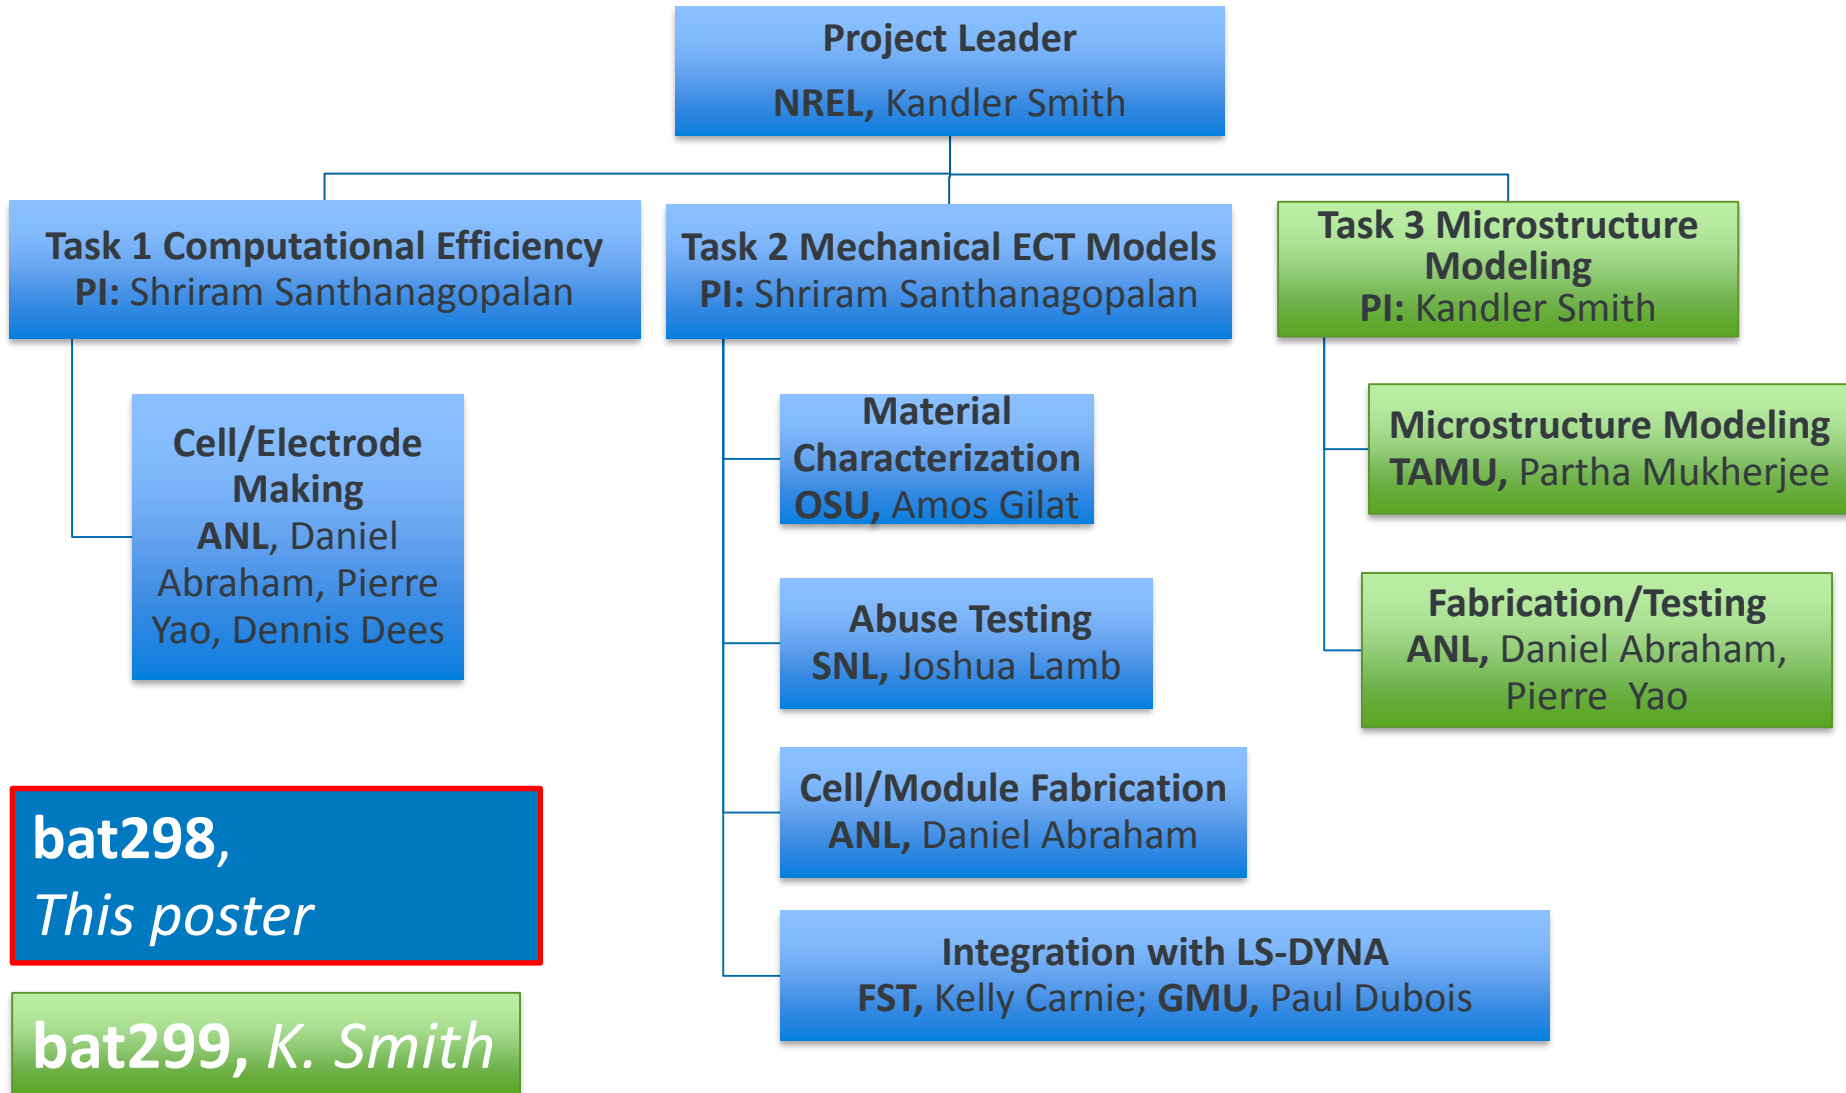 Project Leader
NREL, Kandler Smith
Task 1 Computational Efficiency
PI: Shriram Santhanagopalan
Task 2 Mechanical ECT Models
PI: Shriram Santhanagopalan
Task 3 Microstructure
Modeling
PI: Kandler Smith
Cell/Electrode
Making
ANL, Daniel
Abraham, Pierre
Yao, Dennis Dees
Material
Characterization
OSU, Amos Gilat
Abuse Testing
SNL, Joshua Lamb
Cell/Module Fabrication
ANL, Daniel Abraham
Integration with LS-DYNA
FST, Kelly Carnie; GMU, Paul Dubois
Microstructure Modeling
TAMU, Partha Mukherjee
Fabrication/Testing
ANL, Daniel Abraham,
Pierre Yao
bat298,
This poster
bat299, K. Smith